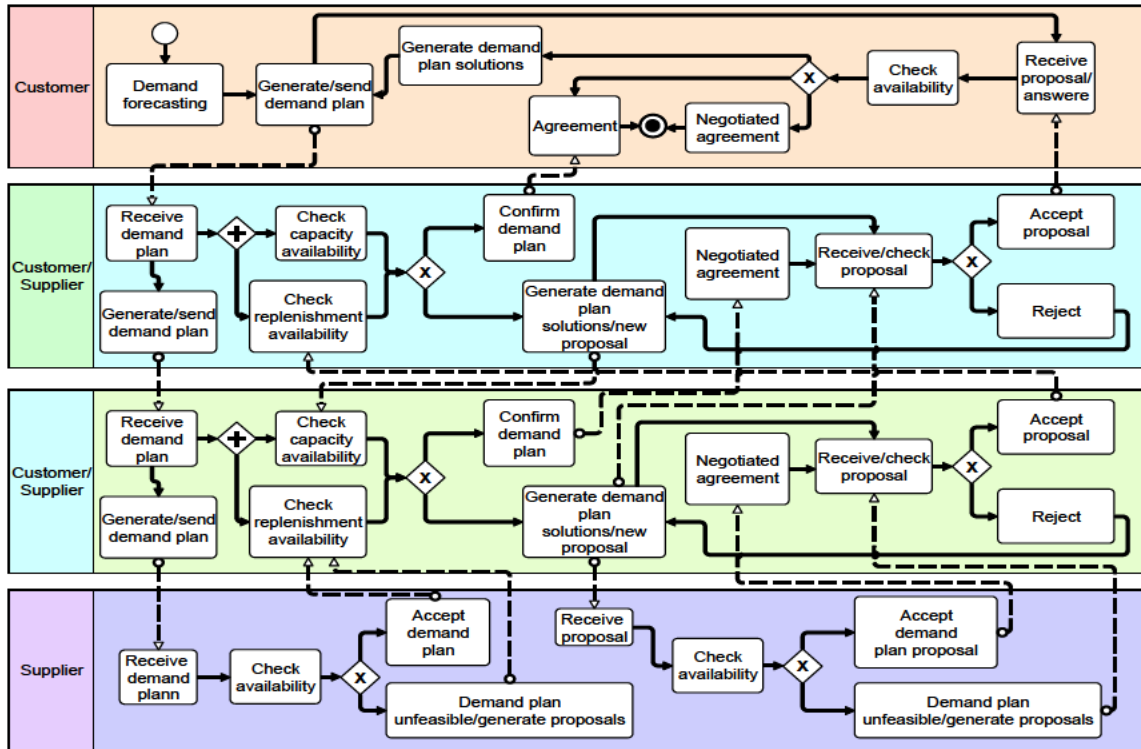 Customer
Demand
forecasting
Generate/send
demand plan
Generate demand
plan solutions
Agreement
Negotiated
agreement
X
Check
availability
Receive
proposal/
answere
Customer/
Supplier
Receive
demand
plan
Generate/send
demand plan
+
Check
capacity
availability
Check
replenishment
availability
X
Confirm
demand
plan
Generate demand
plan
solutions/new
proposal
Negotiated
agreement
Receive/check
proposal
X
Accept
proposal
Reject
Customer/
Supplier
Receive
demand
plan
Generate/send
demand plan
+
Check
capacity
availability
Check
replenishment
availability
X
Confirm
demand
plan
Generate demand
plan
solutions/new
proposal
Negotiated
agreement
Receive/check
proposal
X
Accept
proposal
Reject
Supplier
Receive
demand
plann
Check
availability
X
Accept
demand
plan
Demand plan
unfeasible/generate proposals
Receive
proposal
Check
availability
X
Accept
demand
plan proposal
Demand plan
unfeasible/generate proposals